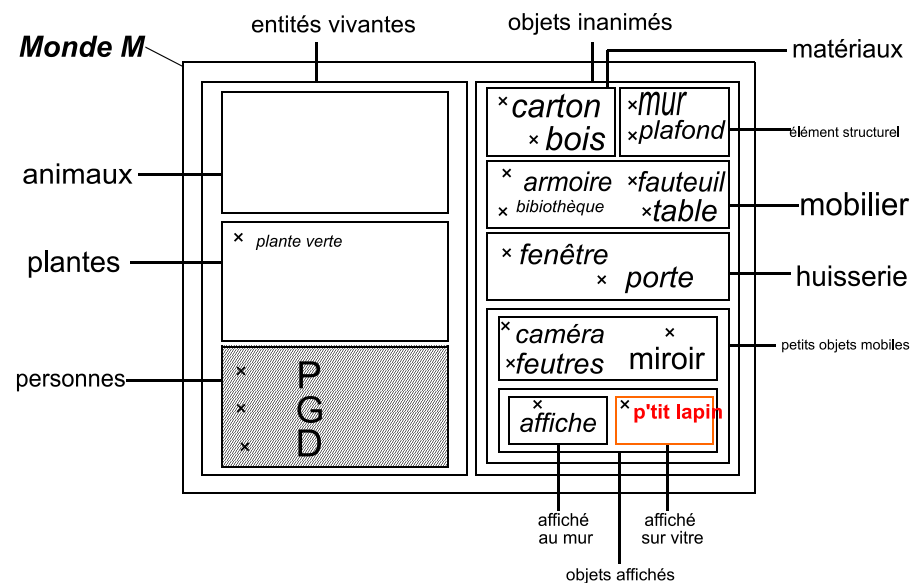 entités vivantes
objets inanimés
Monde M
matériaux
carton
bois
mur
plafond
élément structurel
animaux
armoire
fauteuil
bibiothèque
table
mobilier
plante verte
plantes
fenêtre
porte
huisserie
caméra
feutres
miroir
petits objets mobiles
personnes
P
G
D
affiche
p'tit lapin
affiché
au mur
affiché
sur vitre
objets affichés